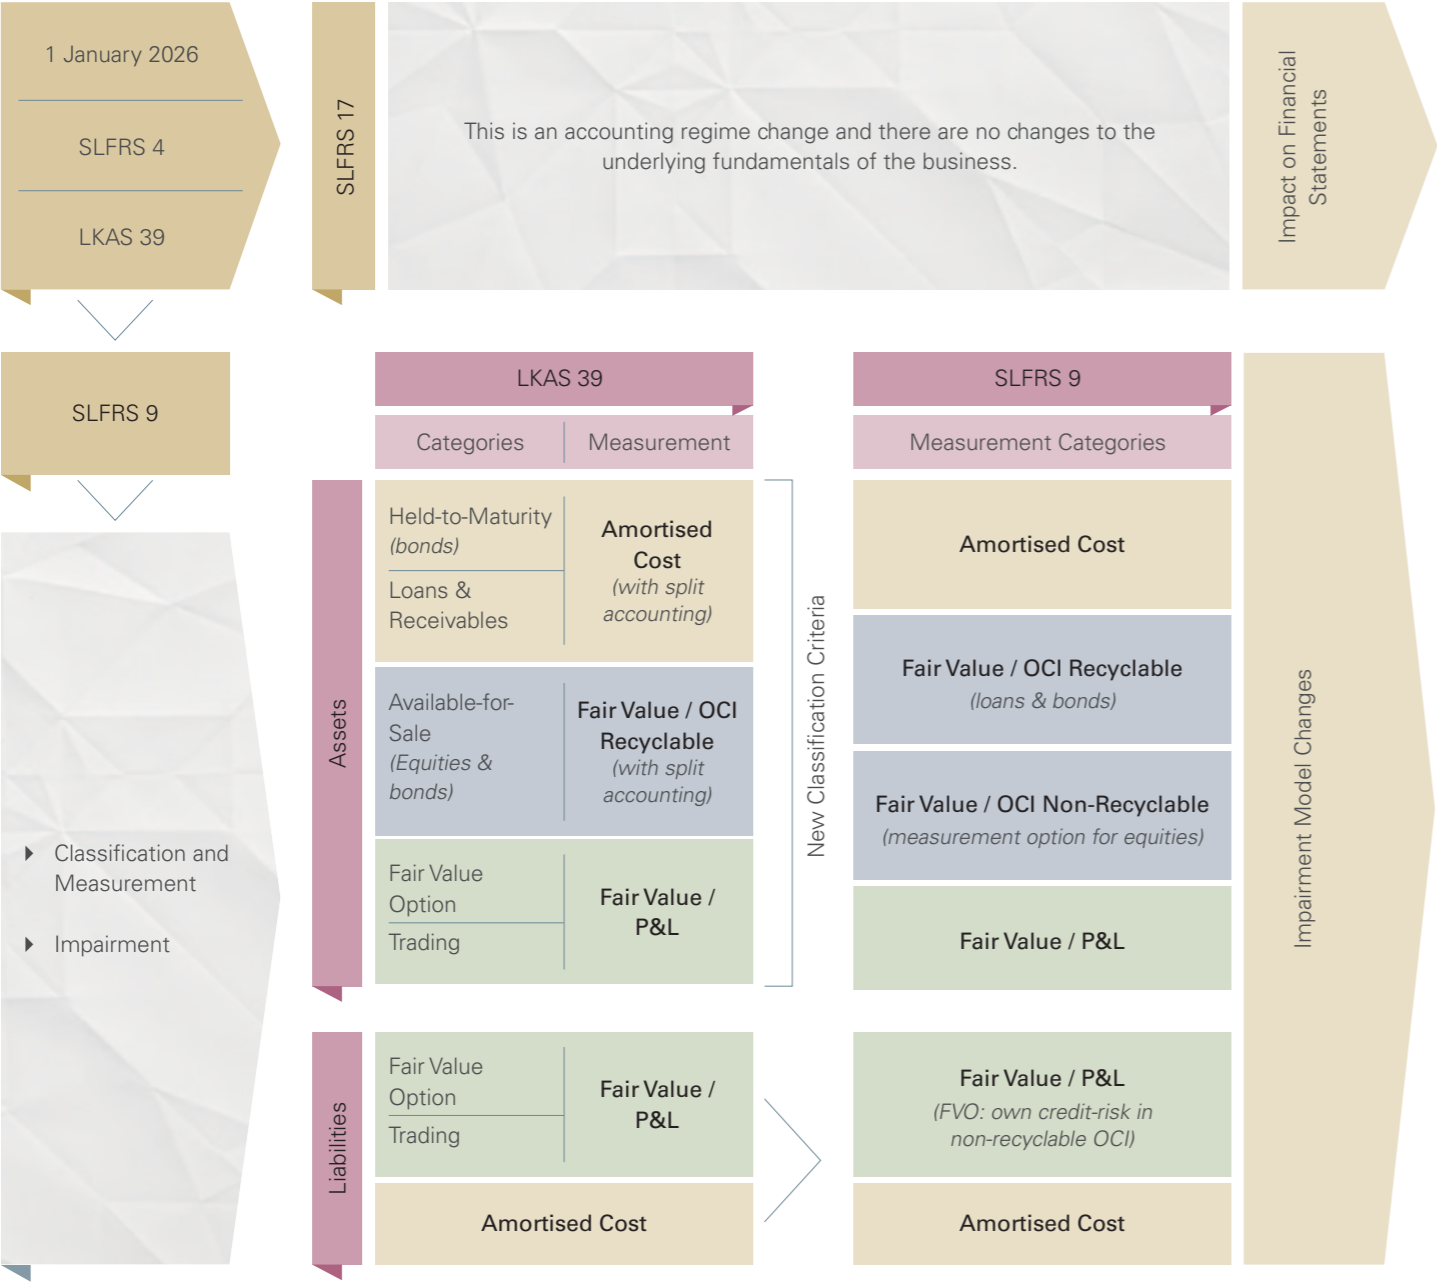 1 January 2026
SLFRS 4
LKAS 39
SLFRS 17
This is an accounting regime change and there are no changes to the
underlying fundamentals of the business.
Impact on Financial
Statements
SLFRS 9
Classification and
Measurement
Impairment
LKAS 39
Categories
Measurement
SLFRS 9
Measurement Categories
Assets
Held-to-Maturity
(bonds)
Loans &
Receivables
Amortised
Cost
(with split
accounting)
Available-for-
Sale
(Equities &
bonds)
Fair Value / OCI
Recyclable
(with split
accounting)
Fair Value
Option
Trading
Fair Value /
P&L
New Classification Criteria
Amortised Cost
Fair Value / OCI Recyclable
(loans & bonds)
Fair Value / OCI Non-Recyclable
(measurement option for equities)
Fair Value / P&L
Impairment Model Changes
Liabilities
Fair Value
Option
Trading
Fair Value /
P&L
Amortised Cost
Fair Value / P&L
(FVO: own credit-risk in
non-recyclable OCI)
Amortised Cost